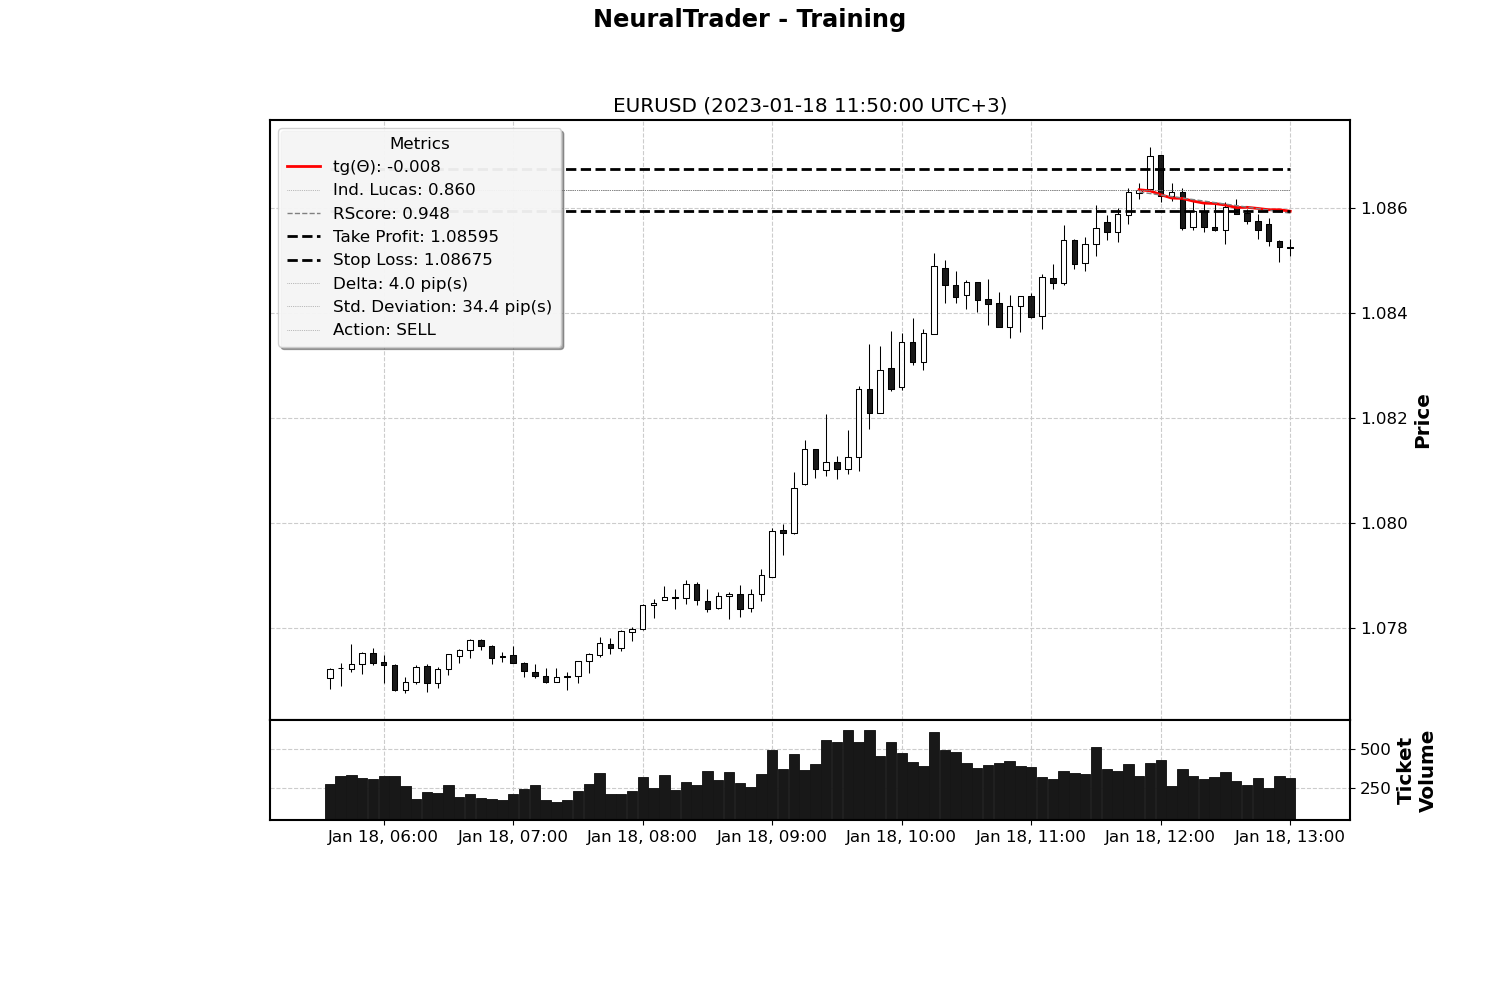 NeuralTrader - Training
EURUSD (2023-01-18 11:50:00 UTC+3)
Metrics
tg(Θ): -0.008
Ind. Lucas: 0.860
RScore: 0.948
Take Profit: 1.08595
Stop Loss: 1.08675
Delta: 4.0 pip(s)
Std. Deviation: 34.4 pip(s)
Action: SELL
1.086
1.084
1.082
1.080
1.078
Price
500
250
Ticket
Volume
Jan 18, 06:00 Jan 18, 07:00 Jan 18, 08:00 Jan 18, 09:00 Jan 18, 10:00 Jan 18, 11:00 Jan 18, 12:00 Jan 18, 13:00